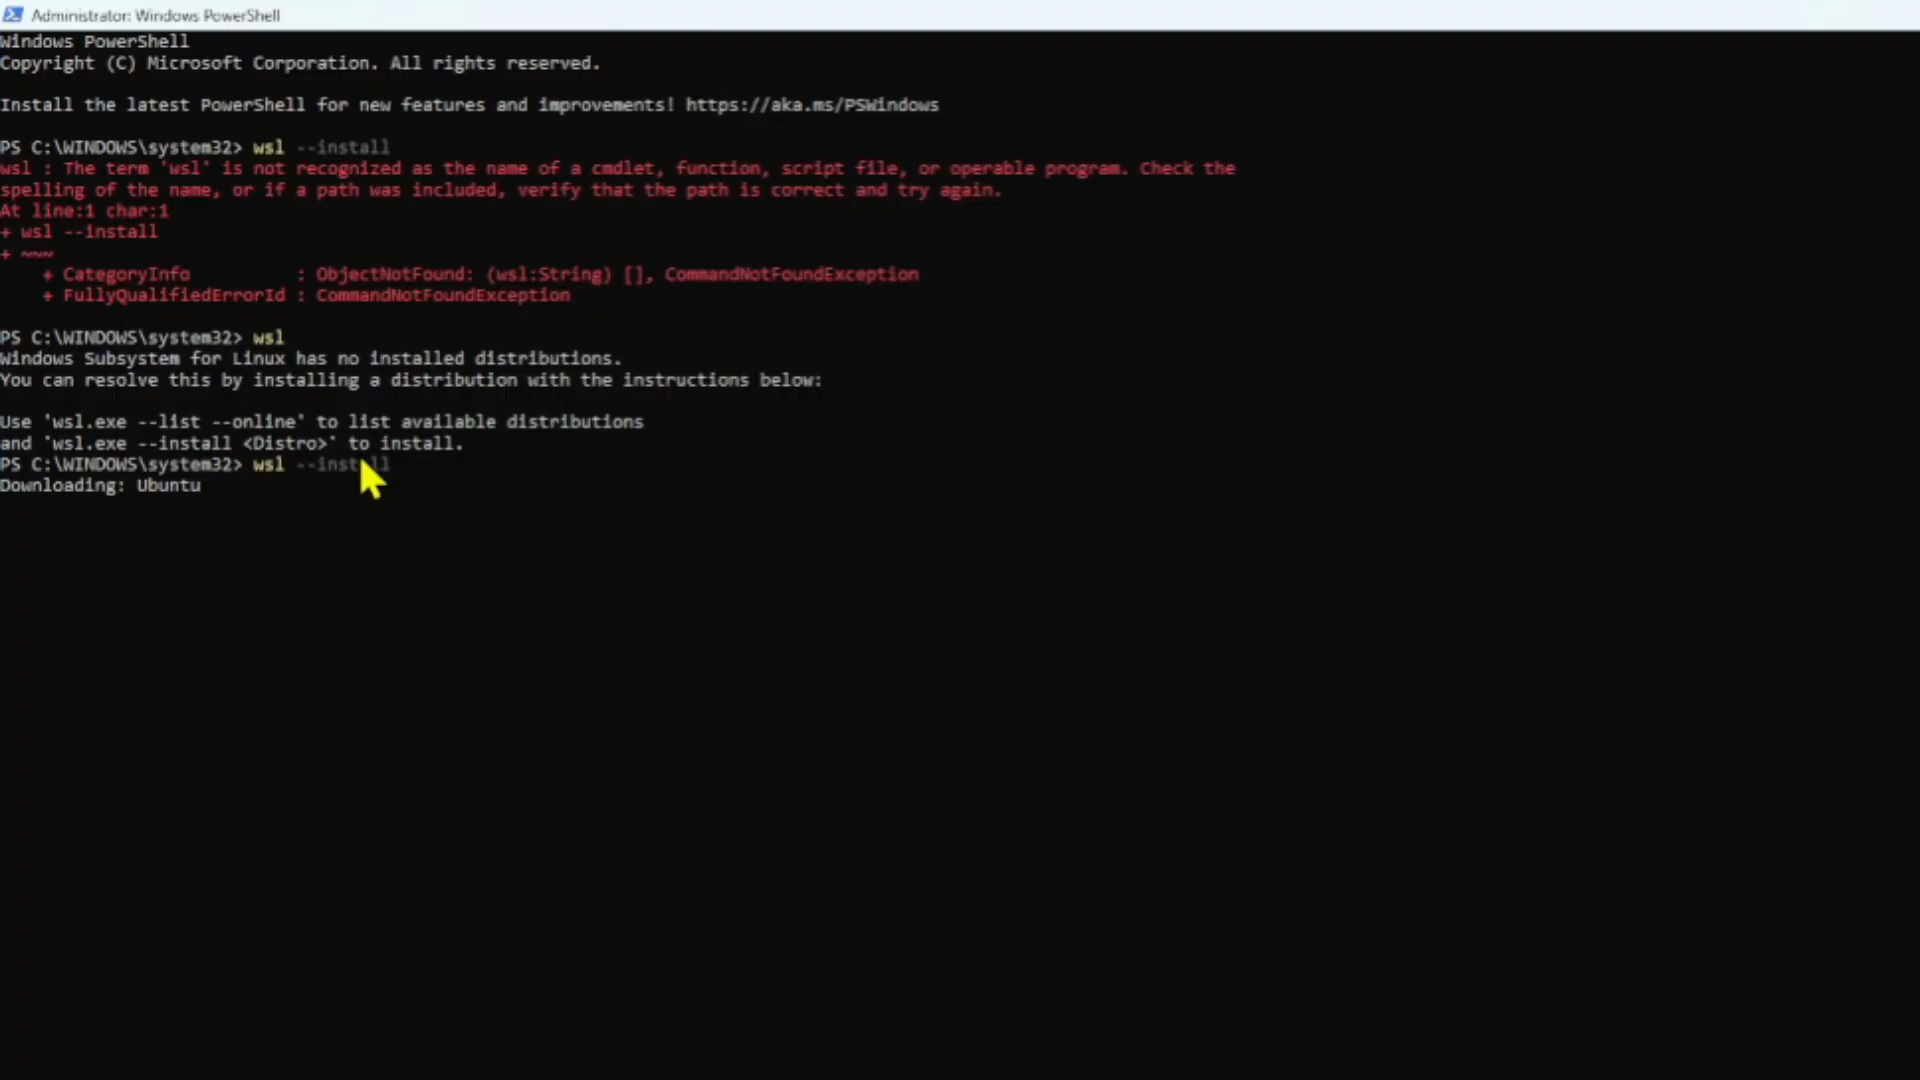 Administrator: Windows PowerShell
Windows PowerShell
Copyright (C) Microsoft Corporation. All rights reserved.
Install the latest PowerShell for new features and improvements! https://aka.ms/PSWindows
PS C:\WINDOWS\system32> wsl --install
wsl : The term 'wsl' is not recognized as the name of a cmdlet, function, script file, or operable program. Check the
spelling of the name, or if a path was included, verify that the path is correct and try again.
At line:1 char:1
+ wsl --install
+ ~~~
+ CategoryInfo : ObjectNotFound: (wsl:String) [], CommandNotFoundException
+ FullyQualifiedErrorId : CommandNotFoundException
PS C:\WINDOWS\system32> wsl
Windows Subsystem for Linux has no installed distributions.
You can resolve this by installing a distribution with the instructions below:
Use 'wsl.exe --list --online' to list available distributions
and 'wsl.exe --install <Distro>' to install.
PS C:\WINDOWS\system32> wsl --install
Downloading: Ubuntu